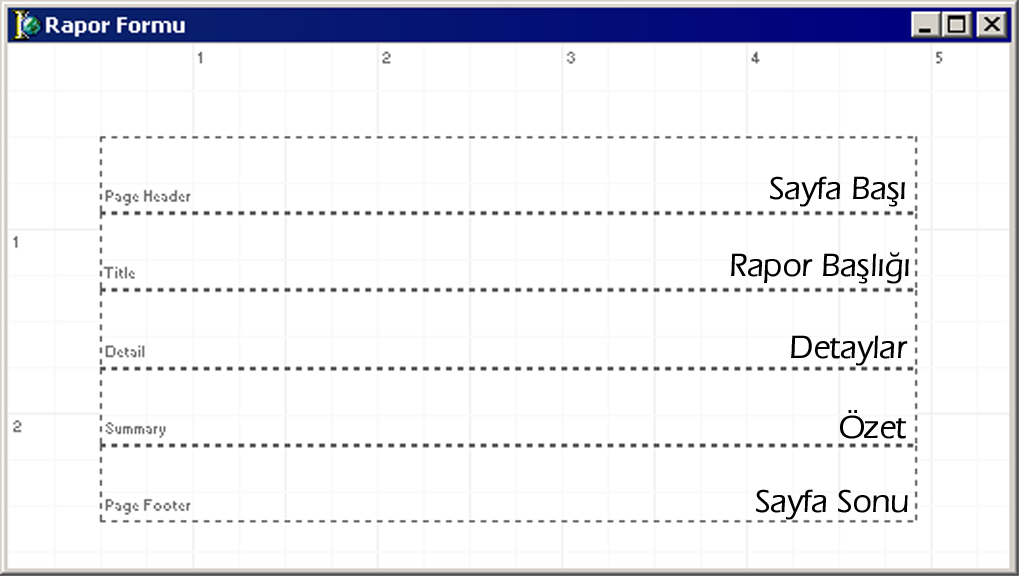 Rapor Formu
1 2 3 4 5
Page Header Sayfa Başı
1
Title Rapor Başlığı
Detail Detaylar
2
Summary Özet
Page Footer Sayfa Sonu